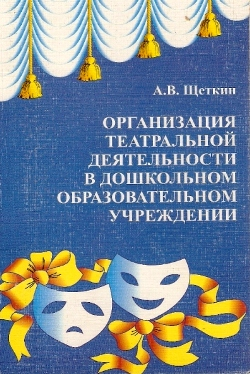 А.В. Щеткин
ОРГАНИЗАЦИЯ
ТЕАТРАЛЬНОЙ
ДЕЯТЕЛЬНОСТИ
В ДОШКОЛЬНОМ
ОБРАЗОВАТЕЛЬНОМ
УЧРЕЖДЕНИИ